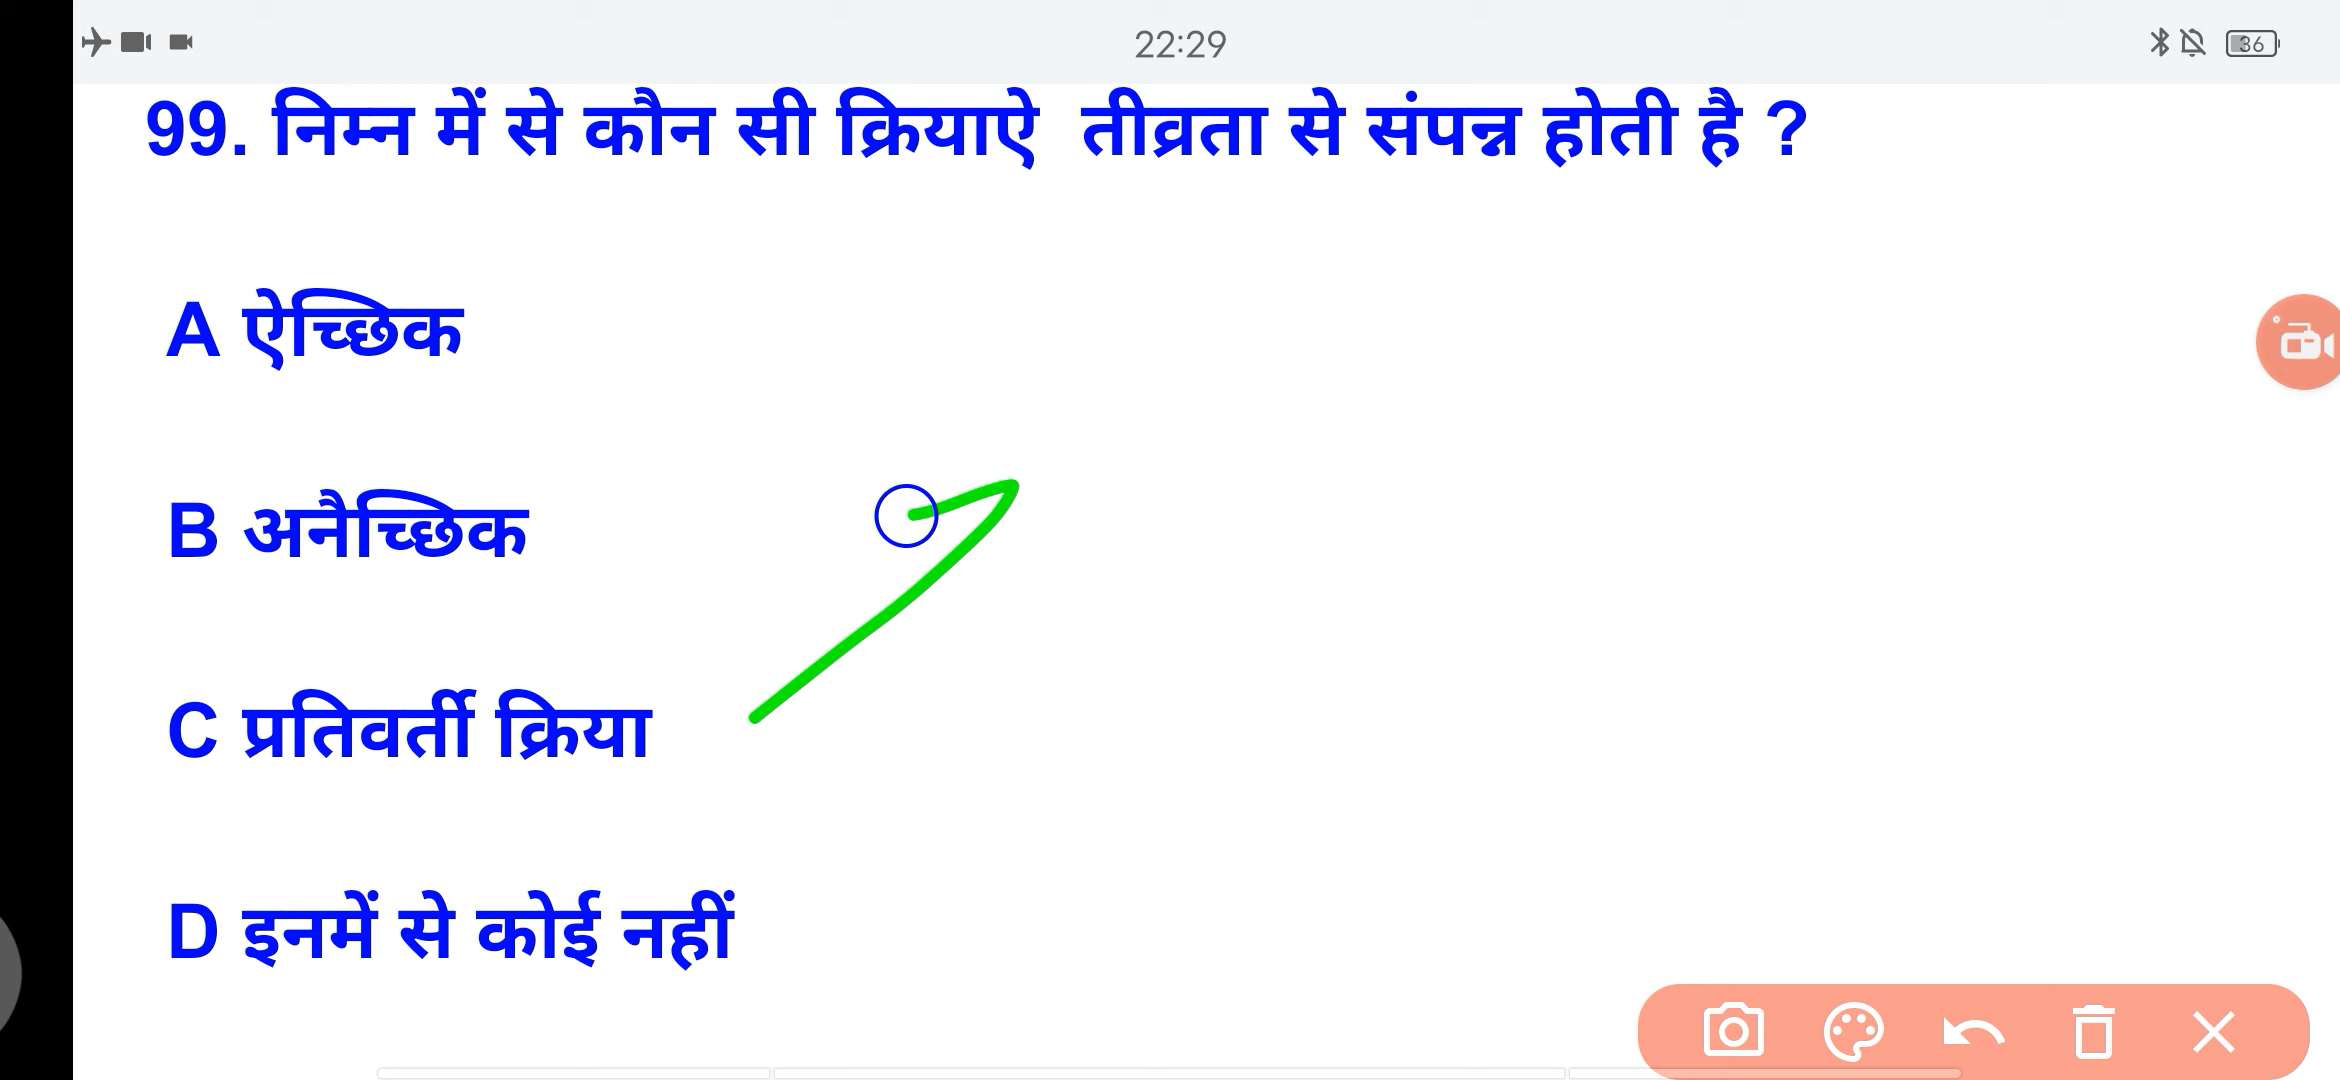 22:29
36
99. निम्न में से कौन सी क्रियाऐ तीव्रता से संपन्न होती है ?
A ऐच्छिक
B अनैच्छिक
C प्रतिवर्ती क्रिया
D इनमें से कोई नहीं